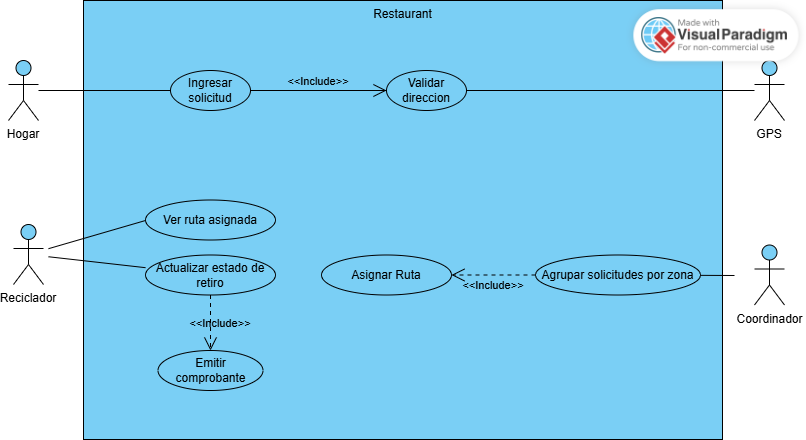 Restaurant
Made with
Visual Paradigm
For non-commercial use
Ingresar
solicitud
<<Include>>
Validar
direccion
Hogar
GPS
Ver ruta asignada
Actualizar estado de
retiro
Asignar Ruta
<<Include>>
Agrupar solicitudes por zona
Reciclador
Coordinador
<<Include>>
Emitir
comprobante